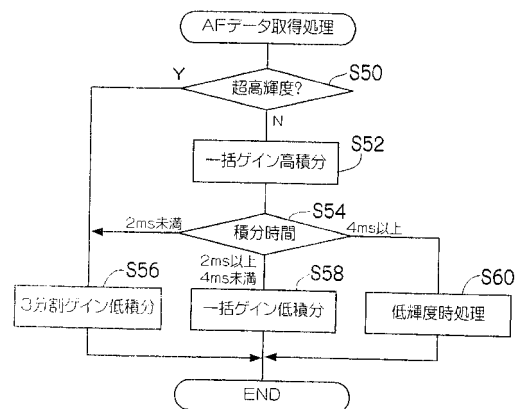 AFデータ取得処理
Y
超高輝度?
S50
N
一括ゲイン高積分
S52
2ms未満
積分時間
S54
4ms以上
2ms以上
4ms未満
S56
3分割ゲイン低積分
S58
一括ゲイン低積分
S60
低輝度時処理
END